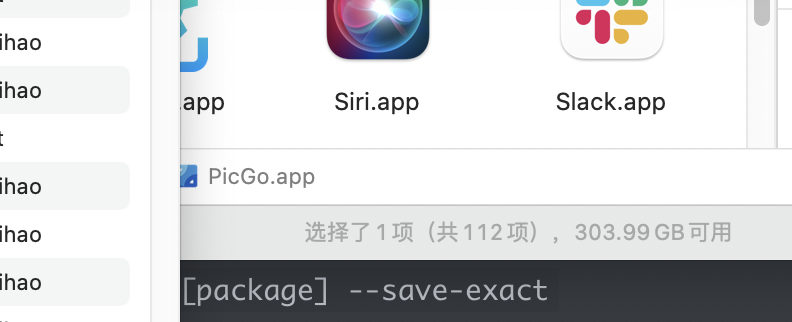 ihao
ihao
t
ihao
ihao
ihao
.app
Siri.app
Slack.app
PicGo.app
选择了1项（共112项），303.99 GB可用
[package] --save-exact